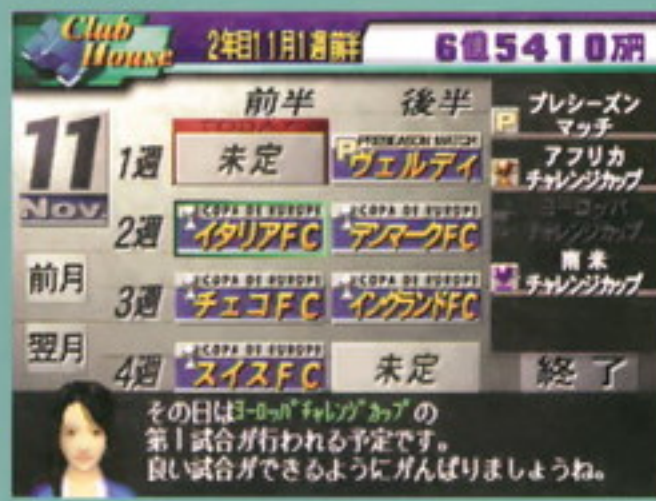 Club House
2年目11月1週前半
6億5410万円
前半 後半
11
Nov.
1週 未定
PRESEASON MATCH
P ヴェルディ
2週
COPA DE EUROPE
イタリアFC
COPA DE EUROPE
デンマークFC
3週
COPA DE EUROPE
チェコFC
COPA DE EUROPE
イングランドFC
4週
COPA DE EUROPE
スイスFC
未定
前月
翌月
P プレシーズン
マッチ
アフリカ
チャレンジカップ
ヨーロッパ
チャレンジカップ
南米
チャレンジカップ
終了
その日はヨーロッパチャレンジカップの
第1試合が行われる予定です。
良い試合ができるようにがんばりましょうね。